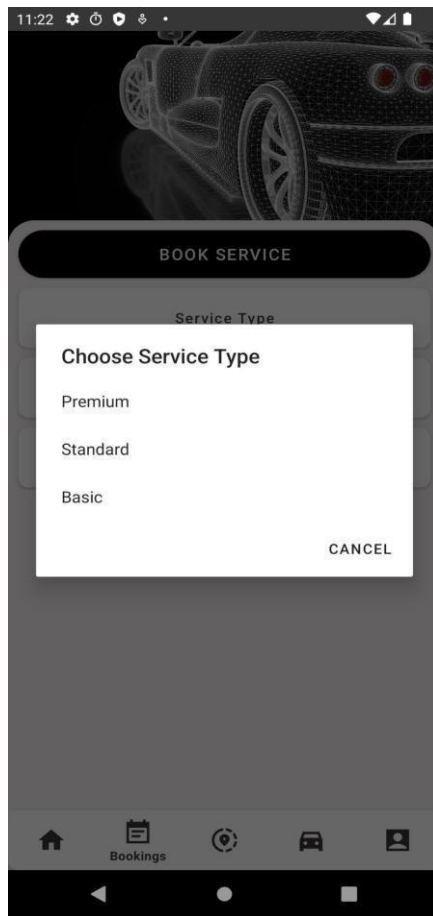 11:22
BOOK SERVICE
Service Type
Choose Service Type
Premium
Standard
Basic
CANCEL
Bookings